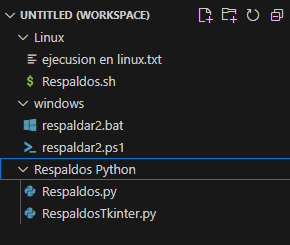 UNTITLED (WORKSPACE)
Linux
ejecusion en linux.txt
Respaldos.sh
windows
respaldar2.bat
respaldar2.ps1
Respaldos Python
Respaldos.py
RespaldosTkinter.py